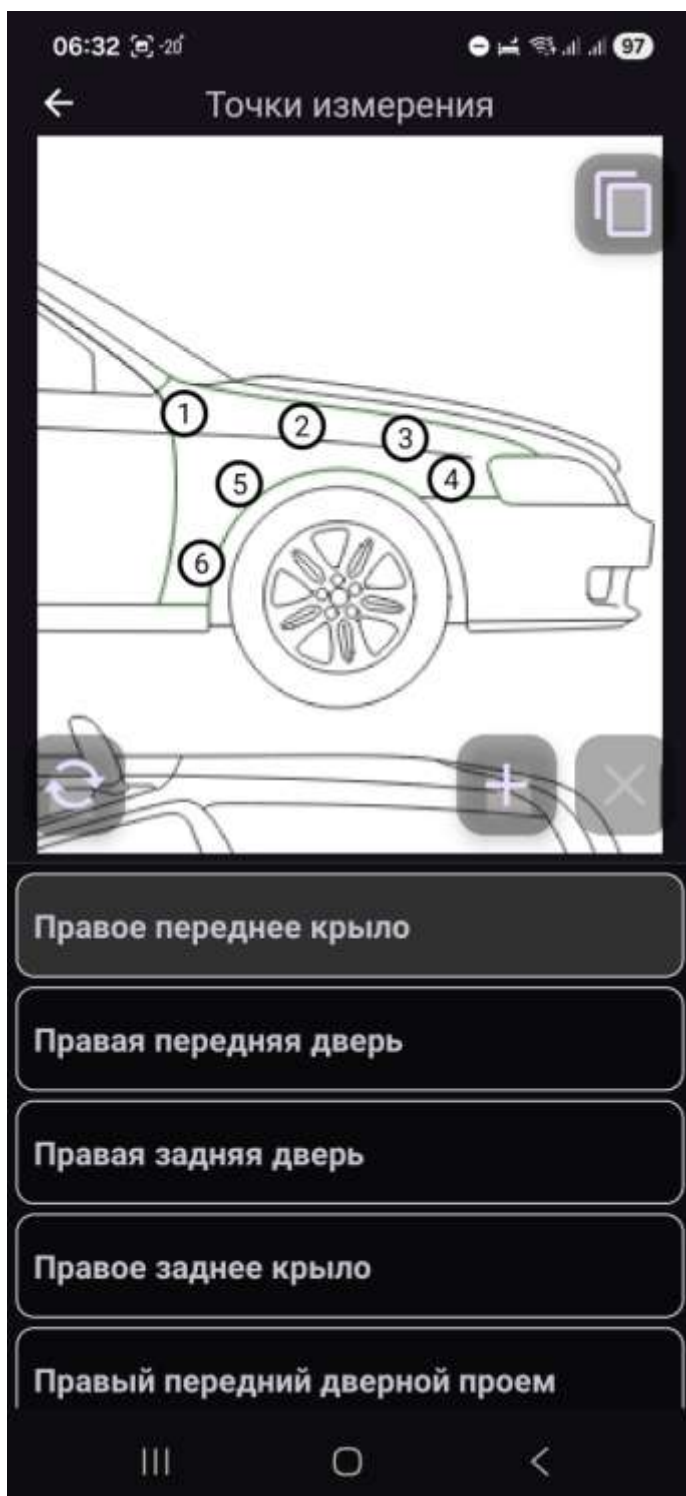 06:32 -20°
97
Точки измерения
1
2
3
4
5
6
Правое переднее крыло
Правая передняя дверь
Правая задняя дверь
Правое заднее крыло
Правый передний дверной проем